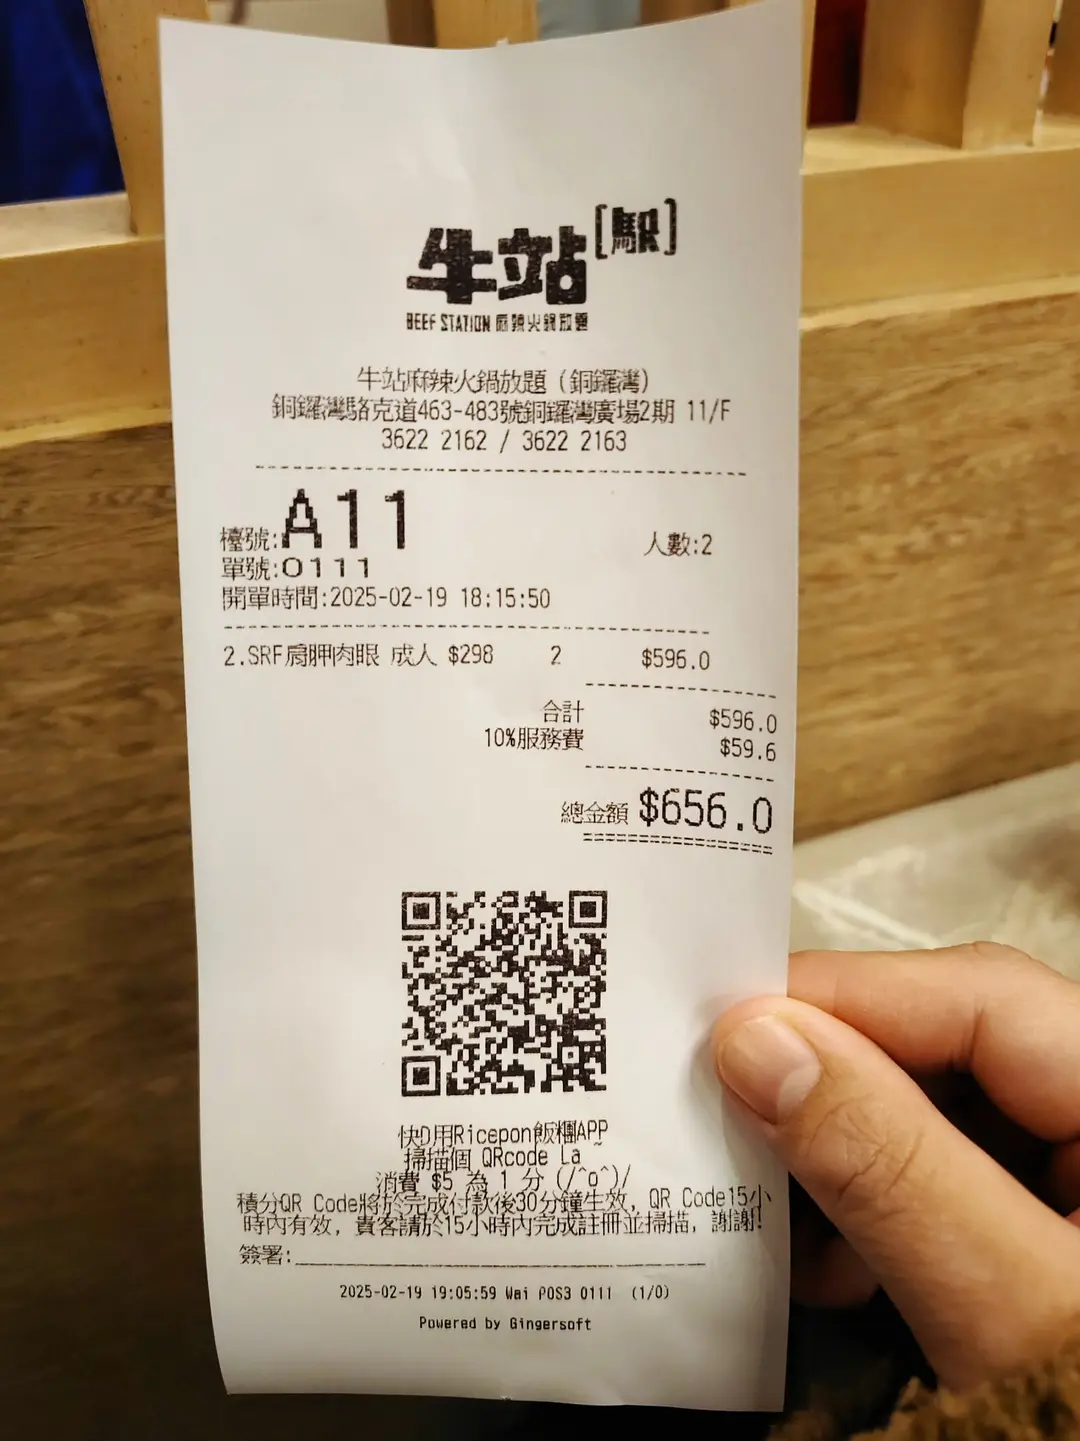 牛站[駅]
BEEF STATION 麻辣火鍋放題
牛站麻辣火鍋放題 (銅鑼灣)
銅鑼灣駱克道463-483號銅鑼灣廣場2期 11/F
3622 2162 / 3622 2163
檯號:A11 人數:2
單號:0111
開單時間:2025-02-19 18:15:50
2.SRF肩胛肉眼 成人 $298 2 $596.0
合計 $596.0
10%服務費 $59.6
總金額 $656.0
快D用Ricepon飯糰APP
掃描個 QRcode La ~
消費 $5 為 1 分 (/^o^)/
積分QR Code將於完成付款後30分鐘生效, QR Code15小
時內有效, 貴客請於15小時內完成註冊並掃描, 謝謝!
簽署:
2025-02-19 19:05:59 Wai POS3 0111 (1/0)
Powered by Gingersoft